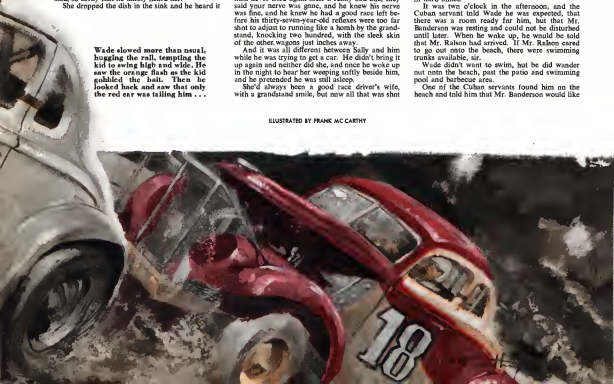 She dropped the dish in the sink and he heard it
Wade slowed more than usual,
hugging the rail, tempting the
kid to swing high and wide. He
saw the orange flash as the kid
gobbled the bait. Then he
looked back and saw that only
the red car was tailing him . . .
said your nerve was gone, and he knew his nerve
was fine, and he knew he had a good race left be-
fore his thirty-seven-year-old reflexes were too far
shot to adjust to running like a bomb by the grand-
stand, knocking two hundred, with the sleek skin
of the other wagons just inches away.
And it was all different between Sally and him
while he was trying to get a car. He didn't bring it
up again and neither did she, and once he woke up
in the night to hear her weeping softly beside him,
and he pretended he was still asleep.
She'd always been a good race driver's wife,
with a grandstand smile, but now all that was shot
It was two o'clock in the afternoon, and the
Cuban servant told Wade he was expected, that
there was a room ready for him, but that Mr.
Banderson was resting and could not be disturbed
until later. When he woke up, he would be told
that Mr. Ralson had arrived. If Mr. Ralson cared
to go out onto the beach, there were swimming
trunks available, sir.
Wade didn't want to swim, but he did wander
out onto the beach, past the patio and swimming
pool and barbecue area.
One of the Cuban servants found him on the
beach and told him that Mr. Banderson would like
ILLUSTRATED BY FRANK MC CARTHY
18